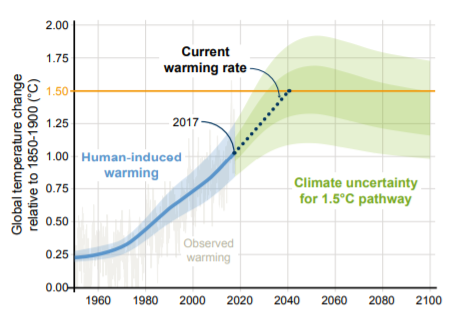 2.00
1.75
1.50
1.25
1.00
0.75
0.50
0.25
0.00
Global temperature change
relative to 1850-1900 (°C)
Current
warming rate
2017
Human-induced
warming
Observed
warming
Climate uncertainty
for 1.5°C pathway
1960
1980
2000
2020
2040
2060
2080
2100